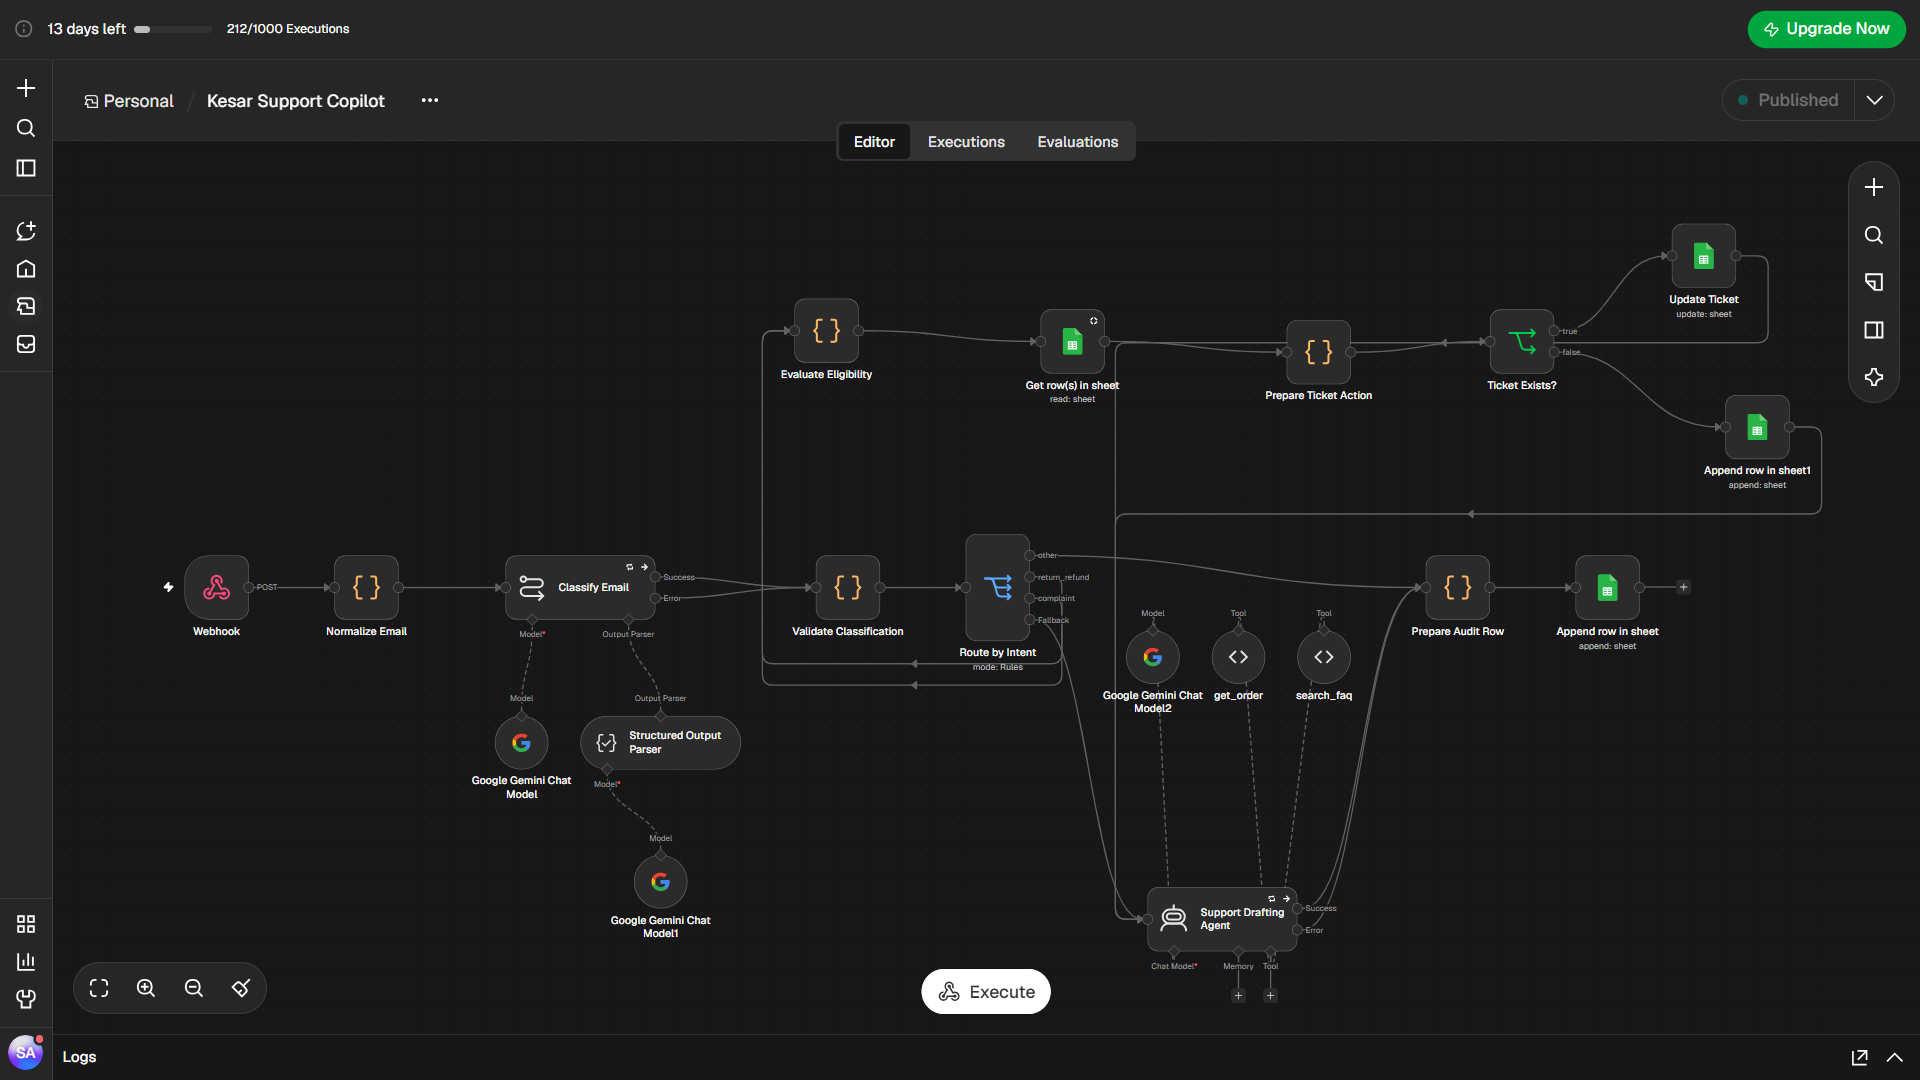 13 days left
212/1000 Executions
Upgrade Now
Personal / Kesar Support Copilot
Published
Editor
Executions
Evaluations
Update Ticket
update: sheet
Evaluate Eligibility
Get row(s) in sheet
read: sheet
Prepare Ticket Action
Ticket Exists?
true
false
Append row in sheet1
append: sheet
Webhook
POST
Normalize Email
Classify Email
Success
Error
Model*
Output Parser
Validate Classification
Route by Intent
mode: Rules
other
return_refund
complaint
Fallback
Prepare Audit Row
Append row in sheet
append: sheet
Model
Google Gemini Chat
Model2
Tool
get_order
Tool
search_faq
Model
Google Gemini Chat
Model
Output Parser
Structured Output
Parser
Model*
Model
Google Gemini Chat
Model1
Support Drafting
Agent
Success
Error
Chat Model*
Memory
Tool
Execute
SA
Logs